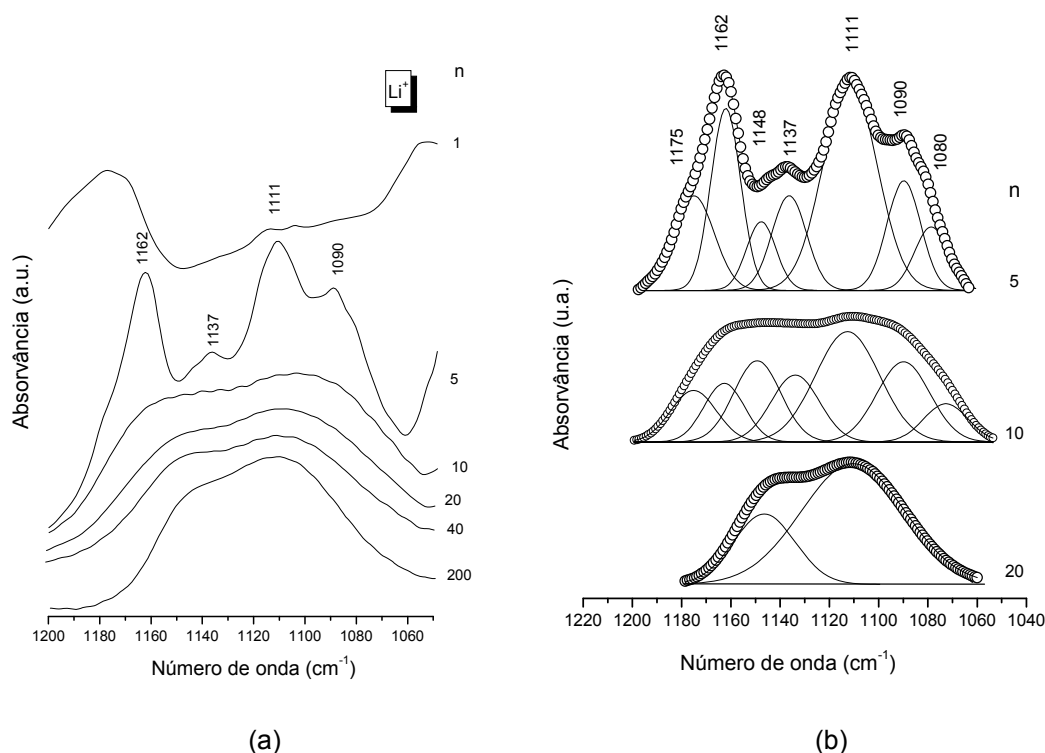 n
Li⁺
1
1162
1137
1111
1090
5
10
20
40
200
Absorvância (a.u.)
1200 1180 1160 1140 1120 1100 1080 1060
Número de onda (cm⁻¹)
(a)
1175
1162
1148
1137
1111
1090
1080
n
5
10
20
Absorvância (u.a.)
1220 1200 1180 1160 1140 1120 1100 1080 1060 1040
Número de onda (cm⁻¹)
(b)